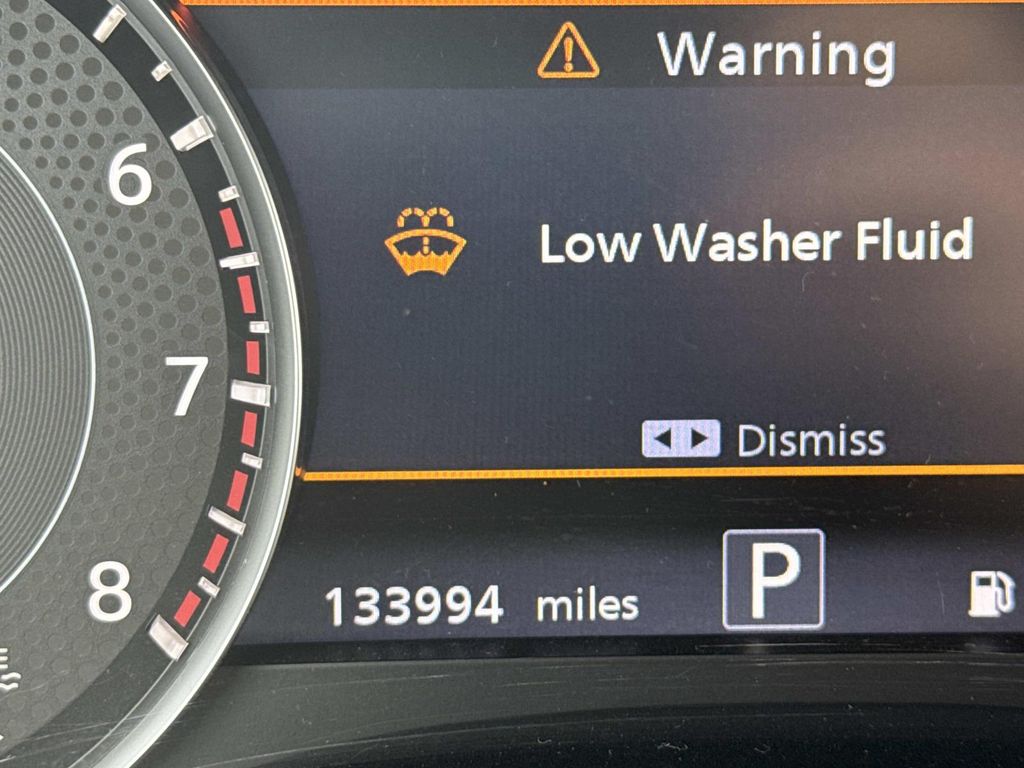 Warning
6
Low Washer Fluid
7
Dismiss
8
133994 miles
P